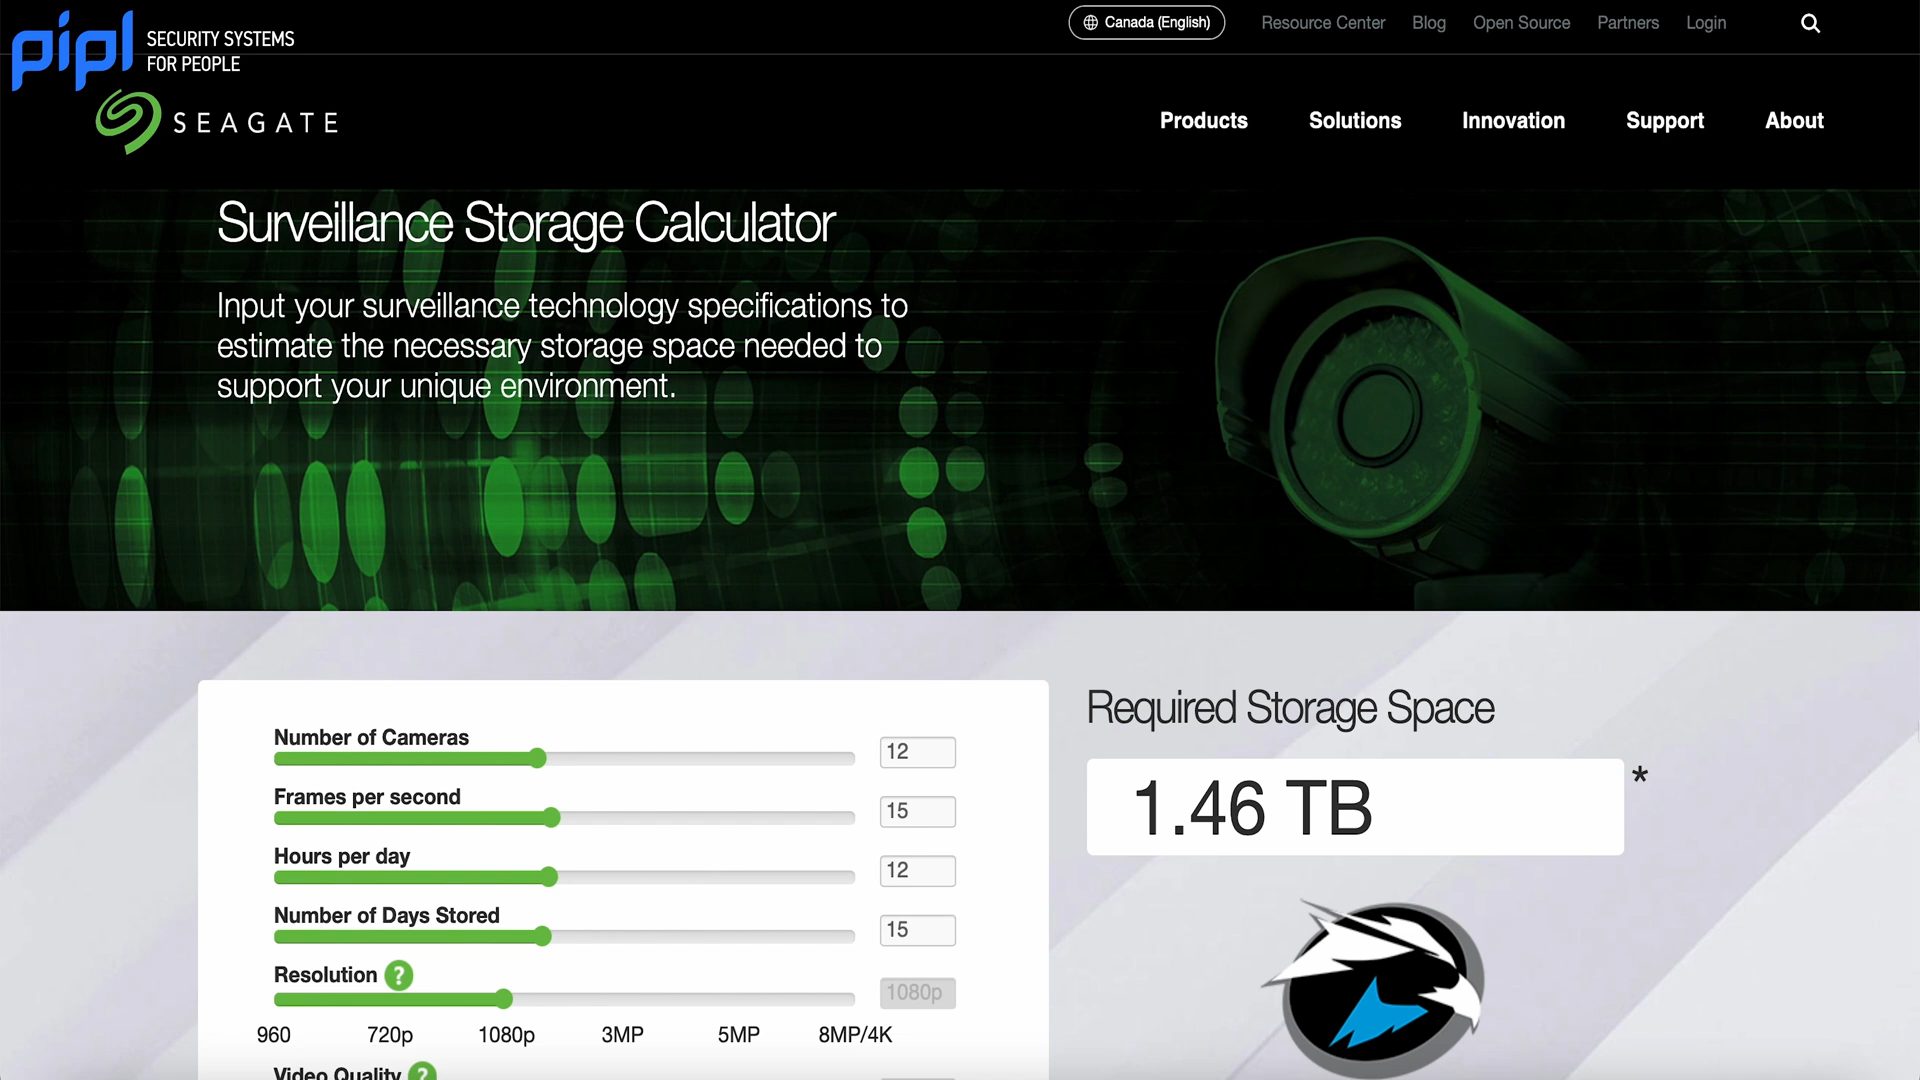 pipl
SECURITY SYSTEMS
FOR PEOPLE
Canada (English)
Resource Center
Blog
Open Source
Partners
Login
SEAGATE
Products
Solutions
Innovation
Support
About
Surveillance Storage Calculator
Input your surveillance technology specifications to
estimate the necessary storage space needed to
support your unique environment.
Number of Cameras
12
Frames per second
15
Hours per day
12
Number of Days Stored
15
Resolution ?
1080p
960 720p 1080p 3MP 5MP 8MP/4K
Video Quality ?
Required Storage Space
1.46 TB *